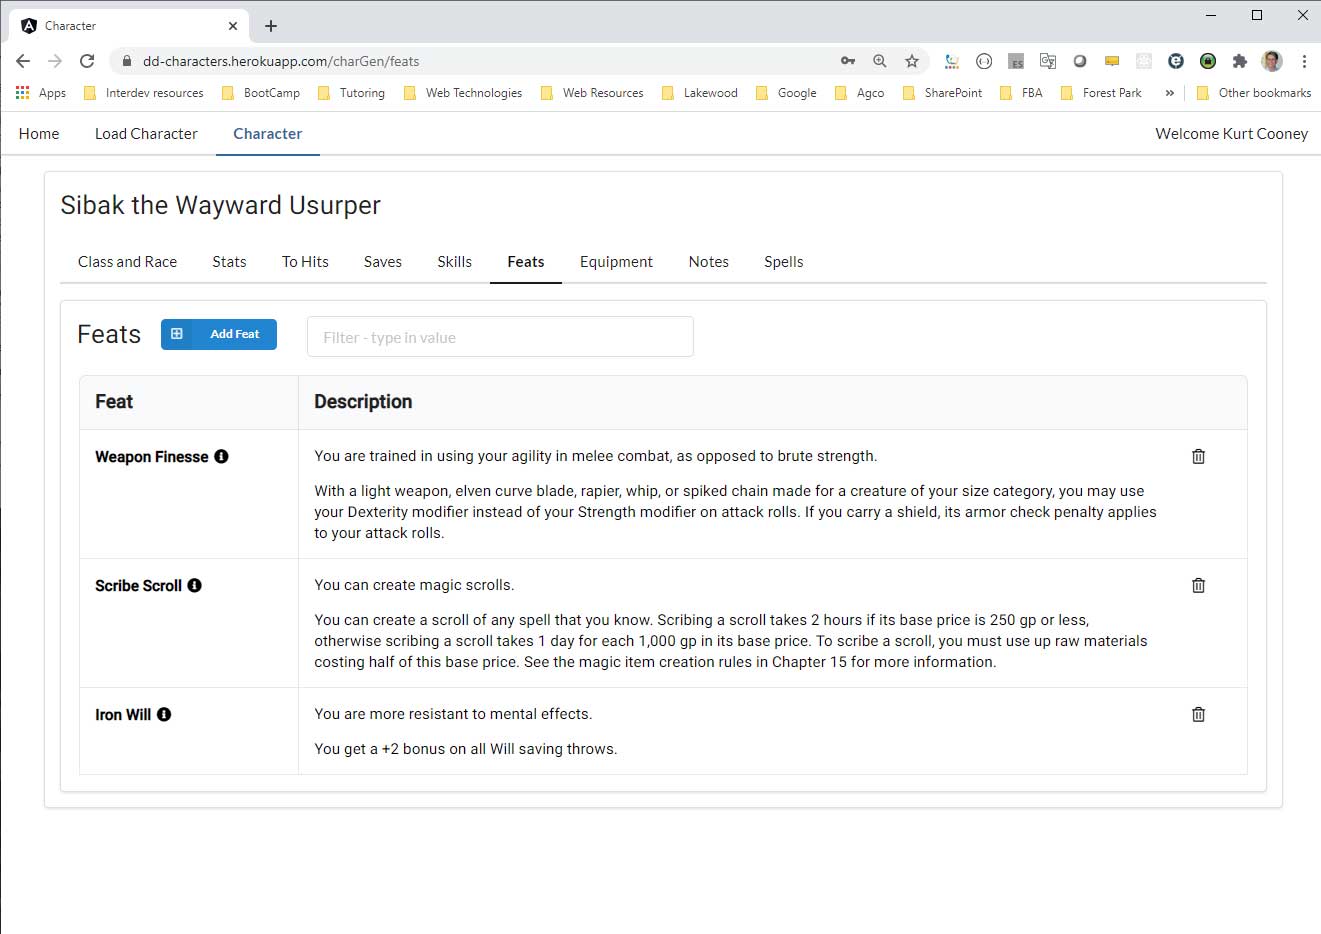 Character
dd-characters.herokuapp.com/charGen/feats
ES
Apps Interdev resources BootCamp Tutoring Web Technologies Web Resources Lakewood Google Agco SharePoint FBA Forest Park » Other bookmarks
Home Load Character Character Welcome Kurt Cooney
Sibak the Wayward Usurper
Class and Race Stats To Hits Saves Skills Feats Equipment Notes Spells
Feats Add Feat Filter - type in value
Feat Description
Weapon Finesse You are trained in using your agility in melee combat, as opposed to brute strength.
With a light weapon, elven curve blade, rapier, whip, or spiked chain made for a creature of your size category, you may use
your Dexterity modifier instead of your Strength modifier on attack rolls. If you carry a shield, its armor check penalty applies
to your attack rolls.
Scribe Scroll You can create magic scrolls.
You can create a scroll of any spell that you know. Scribing a scroll takes 2 hours if its base price is 250 gp or less,
otherwise scribing a scroll takes 1 day for each 1,000 gp in its base price. To scribe a scroll, you must use up raw materials
costing half of this base price. See the magic item creation rules in Chapter 15 for more information.
Iron Will You are more resistant to mental effects.
You get a +2 bonus on all Will saving throws.